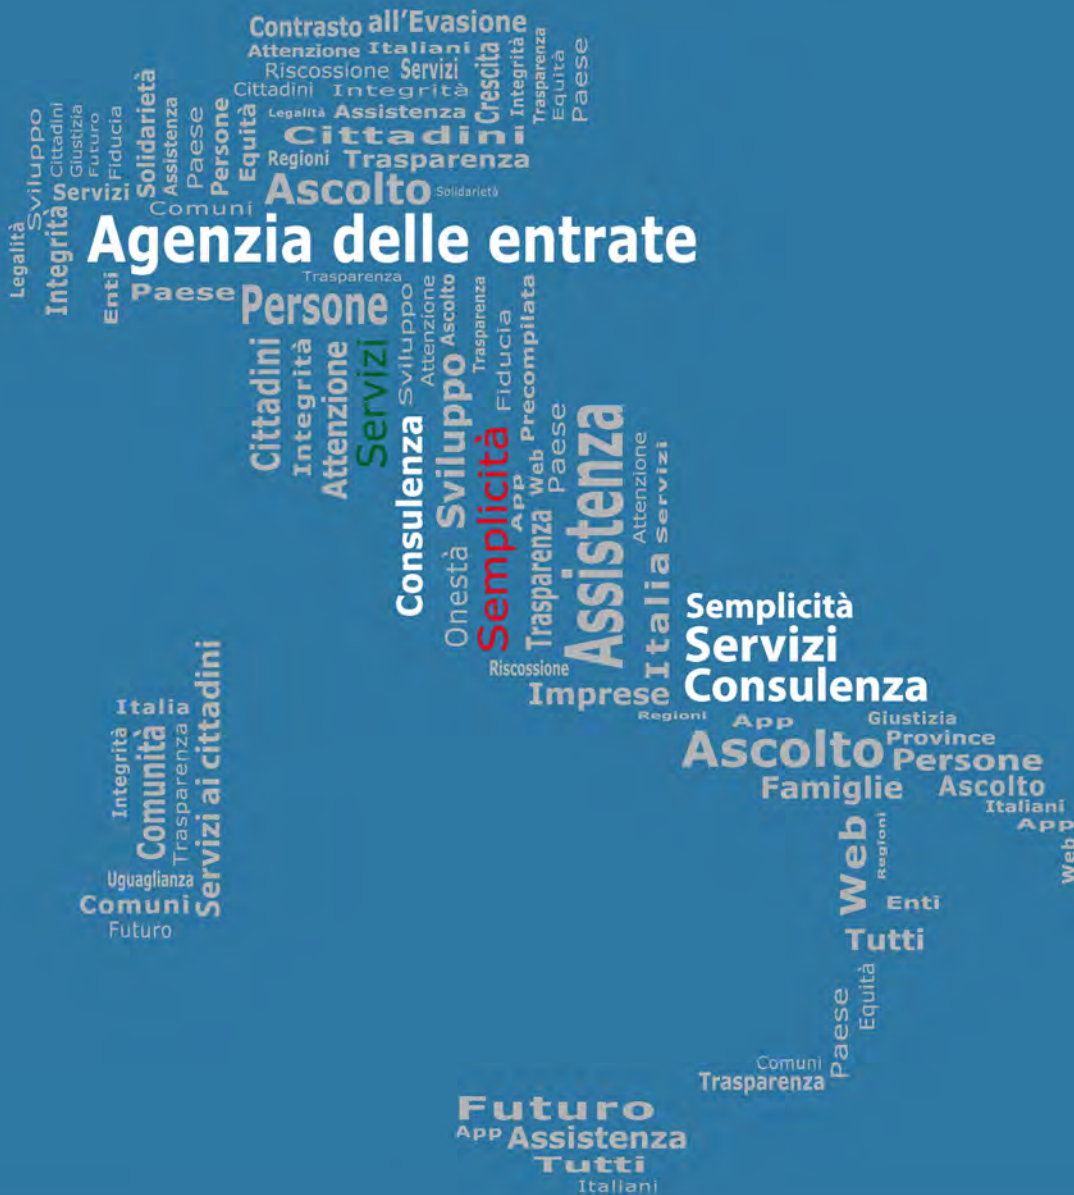 Contrasto all'Evasione
Attenzione Italiani
Riscossione Servizi
Cittadini Integrità
Crescita
Integrità
Trasparenza
Equità
Paese
Legalità Assistenza
Cittadini
Regioni Trasparenza
Ascolto Solidarietà
Sviluppo
Cittadini
Giustizia
Futuro
Fiducia
Solidarietà
Assistenza
Paese
Persone
Equità
Servizi
Comuni
Legalità
Integrità
Agenzia delle entrate
Enti
Paese
Trasparenza
Persone
Cittadini
Integrità
Attenzione
Servizi
Sviluppo
Attenzione
Ascolto
Trasparenza
Fiducia
Precompilata
Consulenza
Sviluppo
Onestà
Semplicità
App
Web
Paese
Trasparenza
Assistenza
Attenzione
Servizi
Italia
Riscossione
Imprese
Semplicità
Servizi
Consulenza
Regioni App Giustizia
Ascolto Province
Persone
Famiglie Ascolto
Italiani
App
Web
Web
Regioni
Enti
Tutti
Equità
Paese
Comuni
Trasparenza
Italia
Integrità
Comunità
Trasparenza
Servizi ai cittadini
Uguaglianza
Comuni
Futuro
Futuro
App Assistenza
Tutti
Italiani